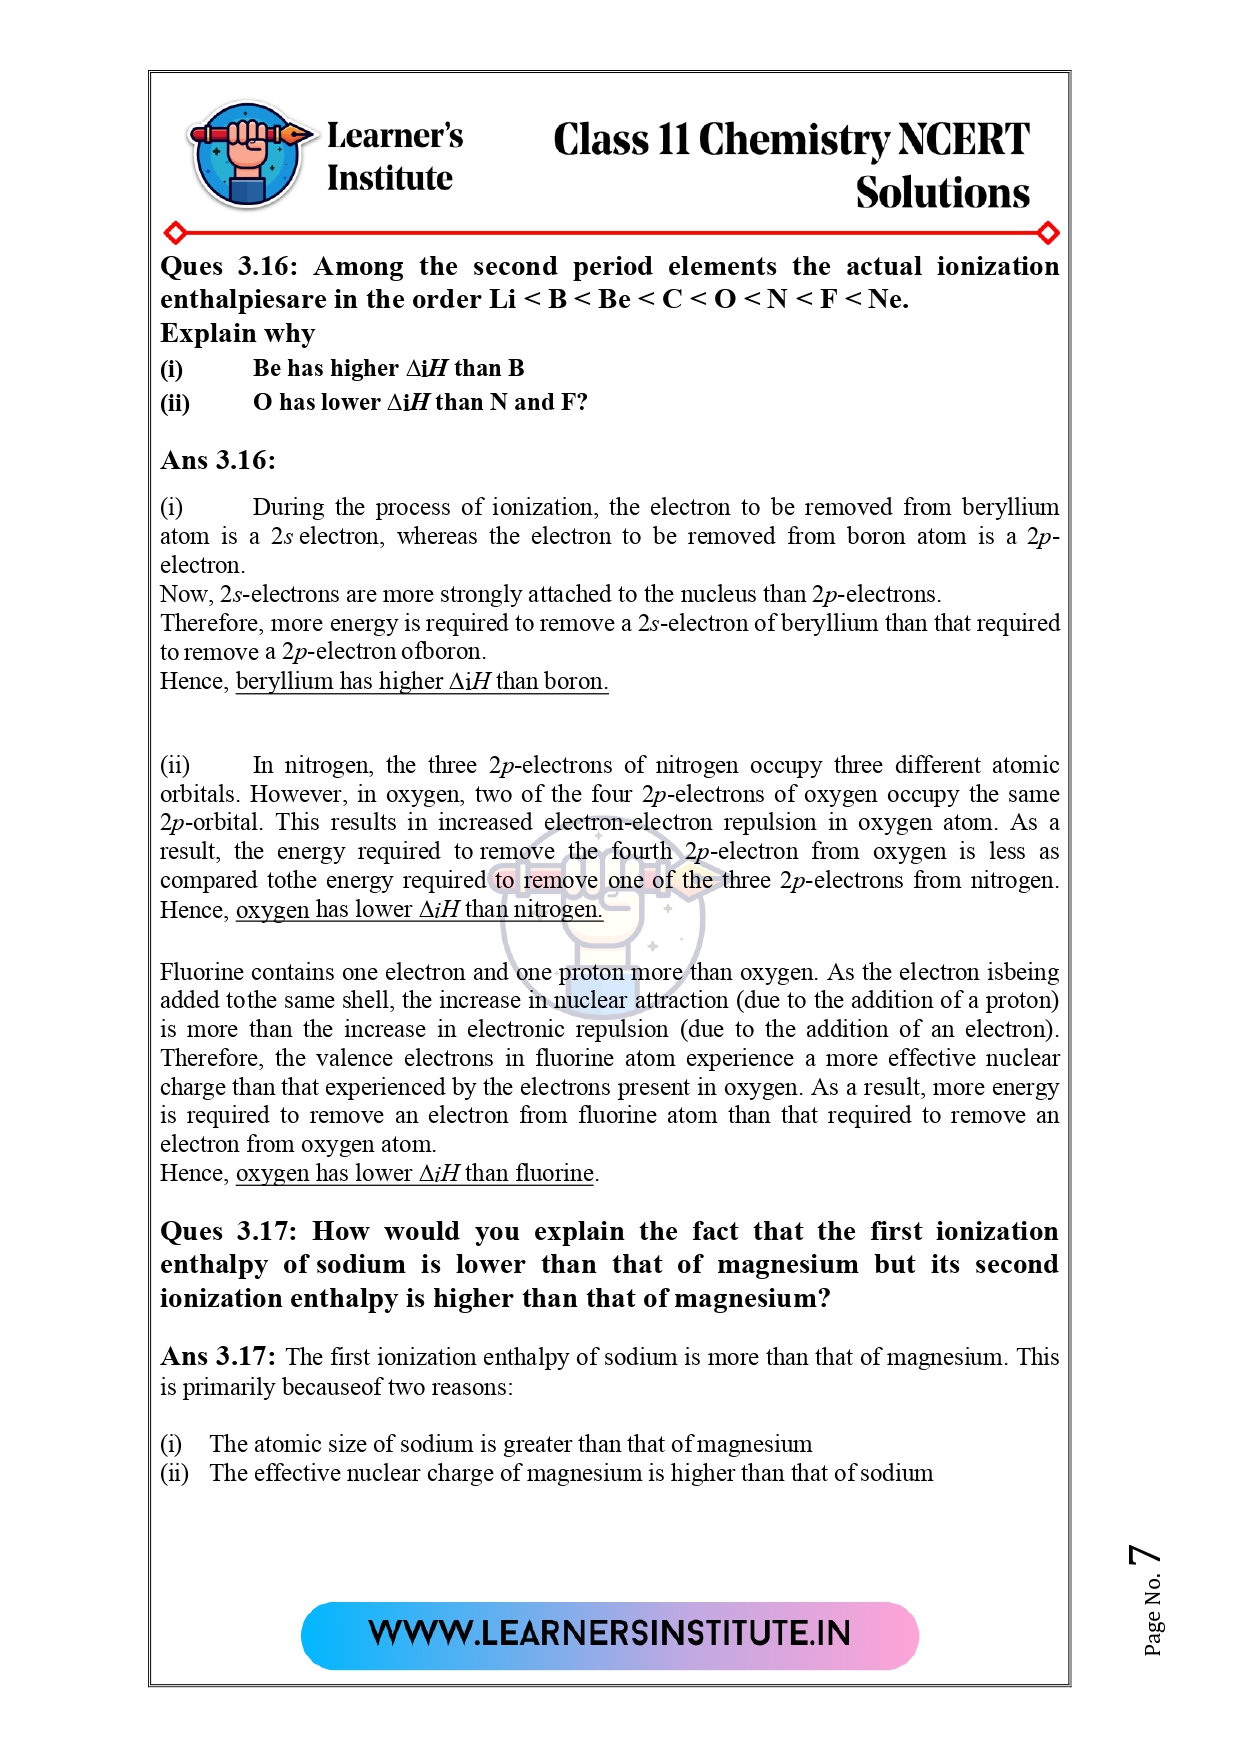 Learner's
Institute
Class 11 Chemistry NCERT
Solutions
Ques 3.16: Among the second period elements the actual ionization
enthalpiesare in the order Li < B < Be < C < O < N < F < Ne.
Explain why
(i) Be has higher ∆iH than B
(ii) O has lower ∆iH than N and F?
Ans 3.16:
(i) During the process of ionization, the electron to be removed from beryllium
atom is a 2s electron, whereas the electron to be removed from boron atom is a 2p-
electron.
Now, 2s-electrons are more strongly attached to the nucleus than 2p-electrons.
Therefore, more energy is required to remove a 2s-electron of beryllium than that required
to remove a 2p-electron ofboron.
Hence, beryllium has higher ∆iH than boron.
(ii) In nitrogen, the three 2p-electrons of nitrogen occupy three different atomic
orbitals. However, in oxygen, two of the four 2p-electrons of oxygen occupy the same
2p-orbital. This results in increased electron-electron repulsion in oxygen atom. As a
result, the energy required to remove the fourth 2p-electron from oxygen is less as
compared tothe energy required to remove one of the three 2p-electrons from nitrogen.
Hence, oxygen has lower ∆iH than nitrogen.
Fluorine contains one electron and one proton more than oxygen. As the electron isbeing
added tothe same shell, the increase in nuclear attraction (due to the addition of a proton)
is more than the increase in electronic repulsion (due to the addition of an electron).
Therefore, the valence electrons in fluorine atom experience a more effective nuclear
charge than that experienced by the electrons present in oxygen. As a result, more energy
is required to remove an electron from fluorine atom than that required to remove an
electron from oxygen atom.
Hence, oxygen has lower ∆iH than fluorine.
Ques 3.17: How would you explain the fact that the first ionization
enthalpy of sodium is lower than that of magnesium but its second
ionization enthalpy is higher than that of magnesium?
Ans 3.17: The first ionization enthalpy of sodium is more than that of magnesium. This
is primarily becauseof two reasons:
(i) The atomic size of sodium is greater than that of magnesium
(ii) The effective nuclear charge of magnesium is higher than that of sodium
WWW.LEARNERSINSTITUTE.IN
Page No. 7